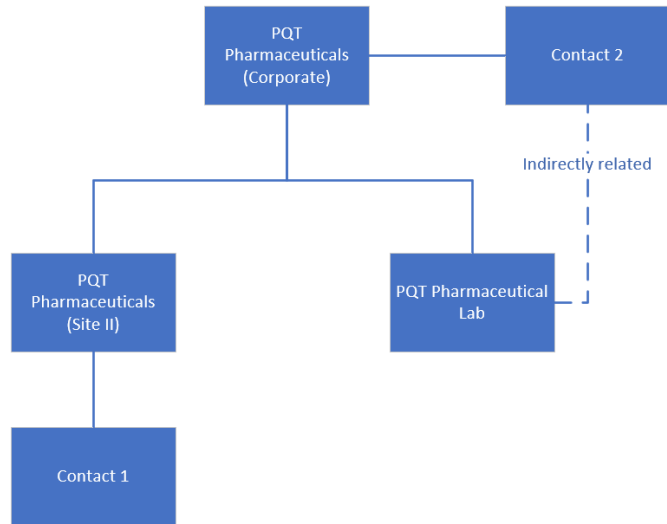 PQT
Pharmaceuticals
(Corporate)
Contact 2
Indirectly related
PQT
Pharmaceuticals
(Site II)
PQT Pharmaceutical
Lab
Contact 1